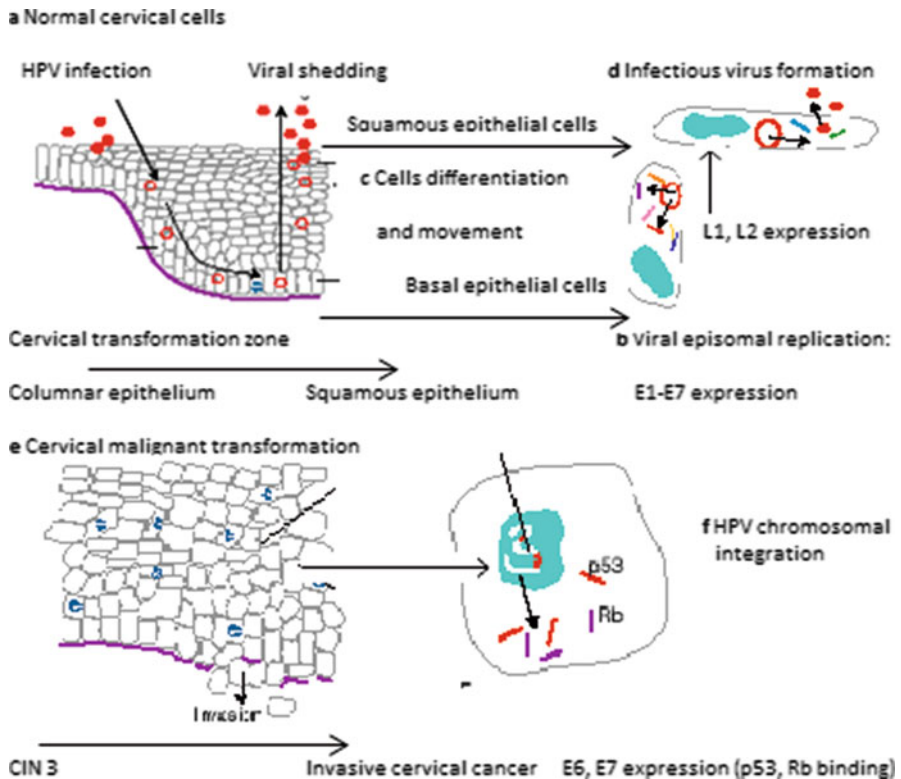 a Normal cervical cells
HPV infection
Viral shedding
d Infectious virus formation
Squamous epithelial cells
c Cells differentiation
and movement
L1, L2 expression
Basal epithelial cells
Cervical transformation zone
b Viral episomal replication:
Columnar epithelium
Squamous epithelium
E1-E7 expression
e Cervical malignant transformation
f HPV chromosomal
integration
p53
Rb
Invasion
CIN 3
Invasive cervical cancer
E6, E7 expression (p53, Rb binding)